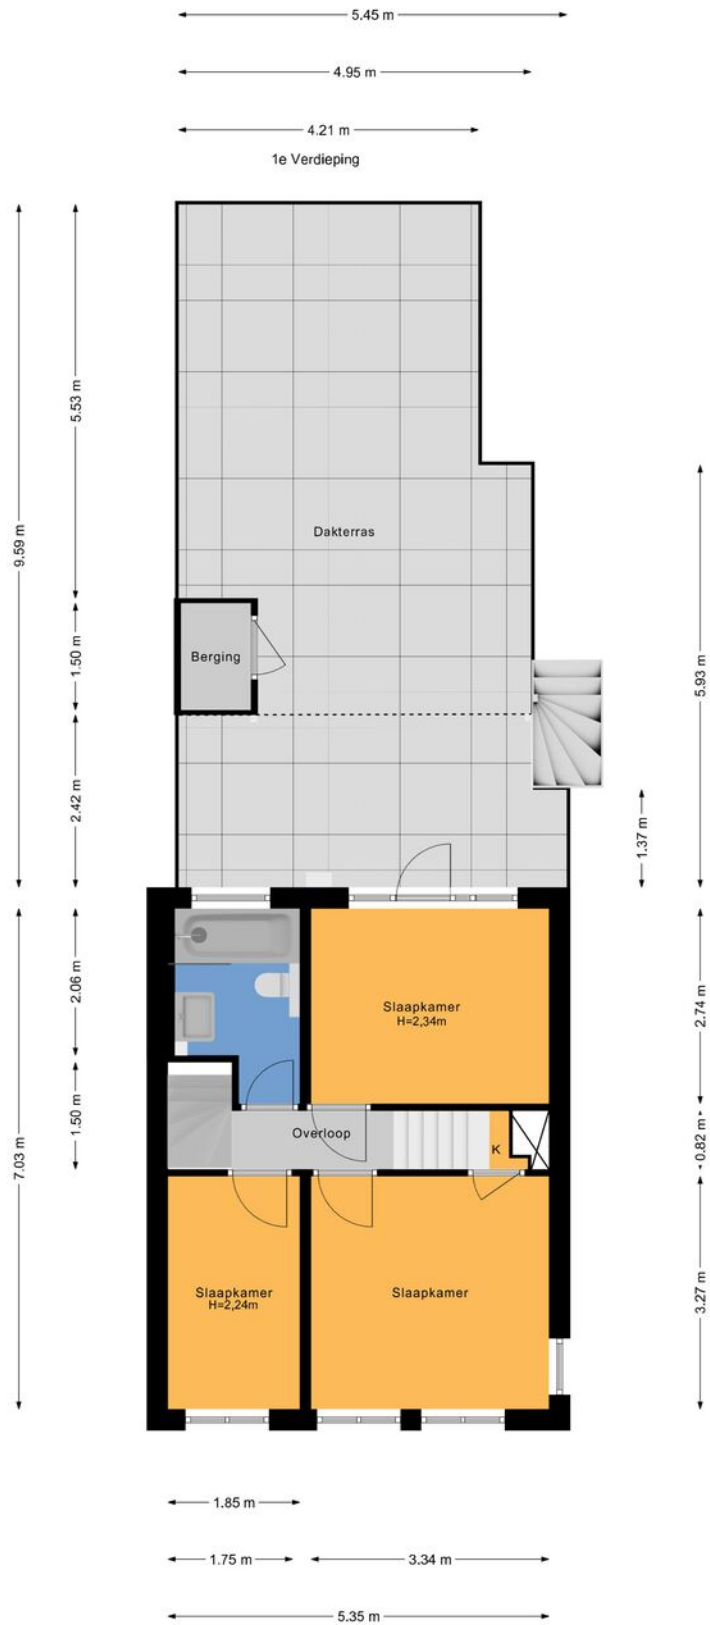 5.45 m
4.95 m
4.21 m
1e Verdieping
9.59 m
5.53 m
Dakterras
5.93 m
Berging
1.50 m
2.42 m
1.37 m
7.03 m
2.06 m
Slaapkamer
H=2,34m
2.74 m
1.50 m
Overloop
K
0.82 m
Slaapkamer
H=2,24m
Slaapkamer
3.27 m
1.85 m
1.75 m
3.34 m
5.35 m